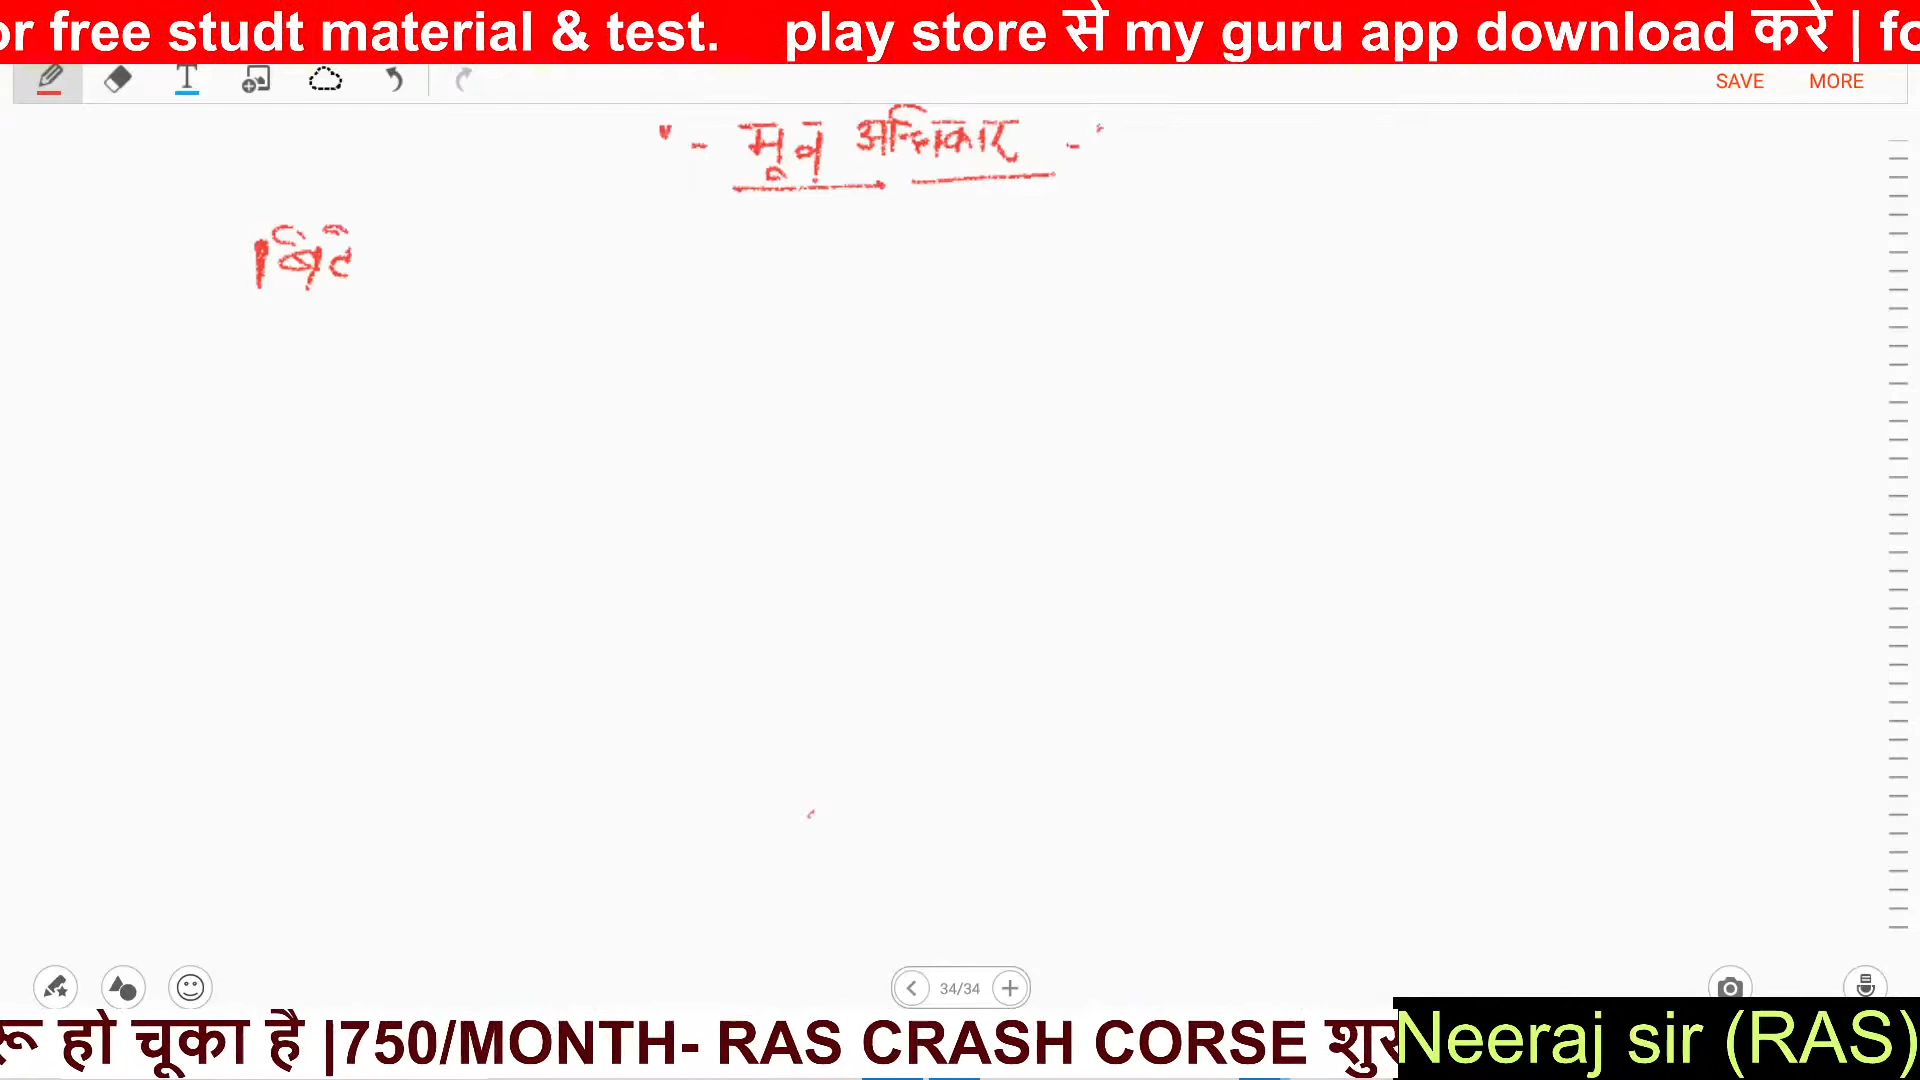 or free studt material & test. play store से my guru app download करे | fo
SAVE MORE
" - मूल अधिकार - "
34/34
रू हो चूका है |750/MONTH- RAS CRASH CORSE शुरू
Neeraj sir (RAS)